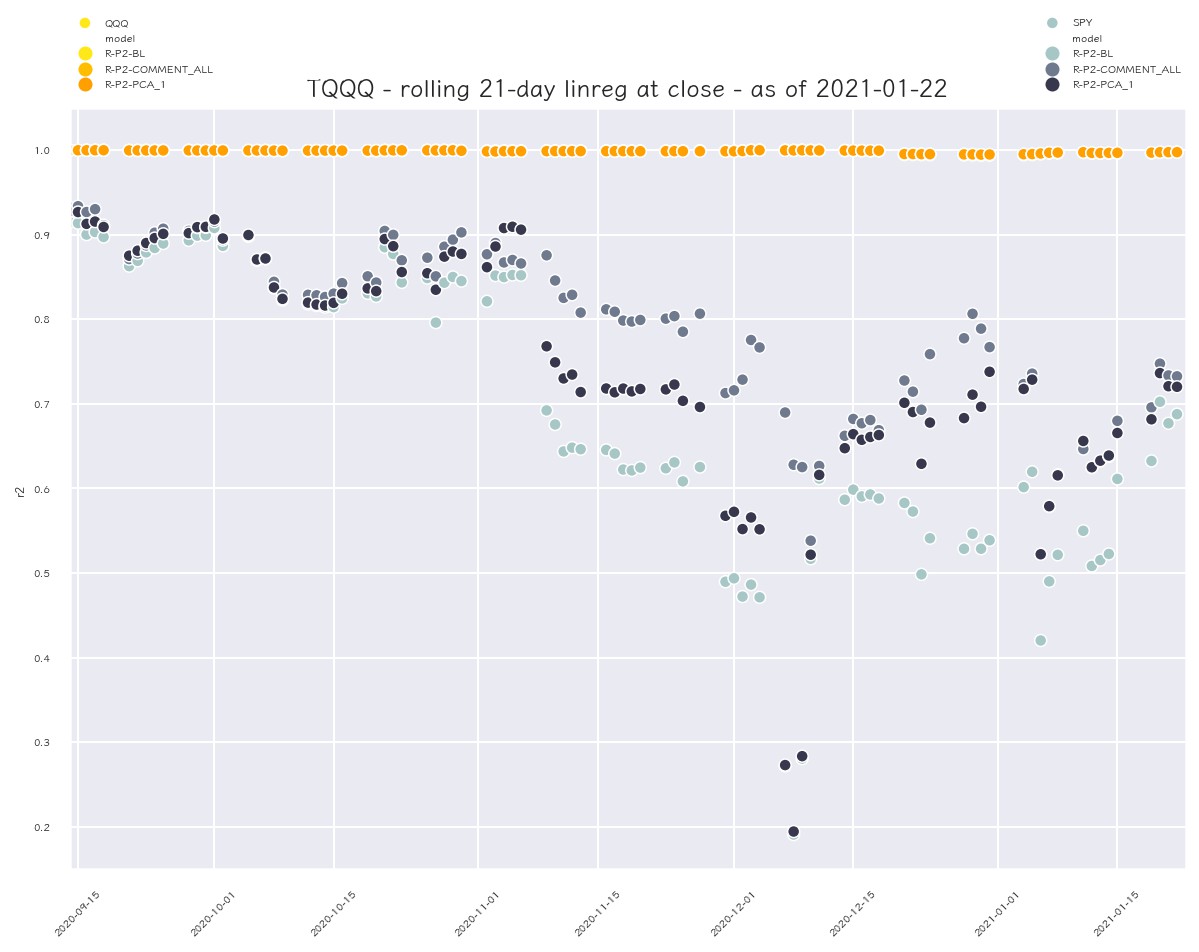 QQQ
model
R-P2-BL
R-P2-COMMENT_ALL
R-P2-PCA_1
SPY
model
R-P2-BL
R-P2-COMMENT_ALL
R-P2-PCA_1
TQQQ - rolling 21-day linreg at close - as of 2021-01-22
1.0
0.9
0.8
0.7
0.6
0.5
0.4
0.3
0.2
r2
2020-09-15
2020-10-01
2020-10-15
2020-11-01
2020-11-15
2020-12-01
2020-12-15
2021-01-01
2021-01-15